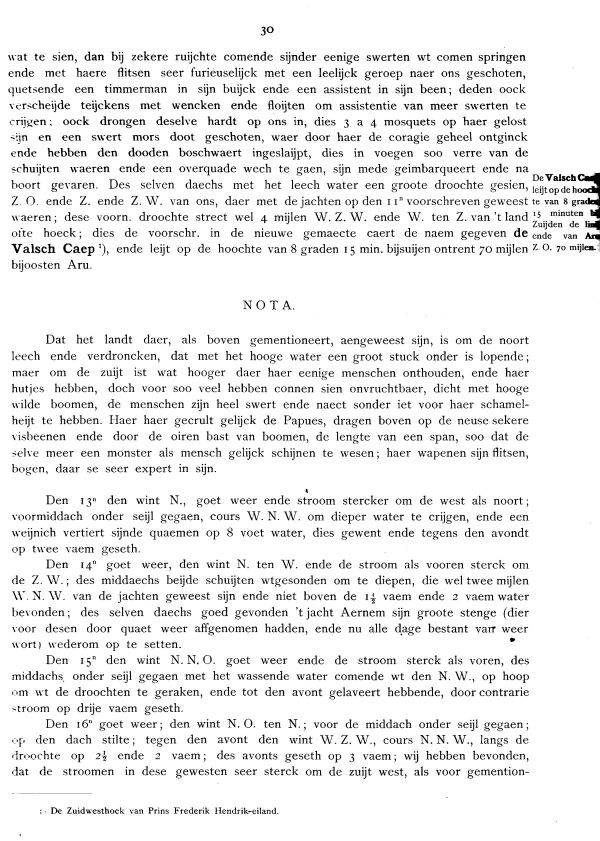 30
wat te sien, dan bij zekere ruijchte comende sijnder eenige swerten wt comen springen
ende met haere flitsen seer furieuselijck met een leelijck geroep naer ons geschoten,
quetsende een timmerman in sijn buijck ende een assistent in sijn been; deden oock
verscheijde teijckens met wencken ende floijten om assistentie van meer swerten te
crijgen; oock drongen deselve hardt op ons in, dies 3 a 4 mosquets op haer gelost
sijn en een swert mors doot geschoten, waer door haer de coragie geheel ontginck
ende hebben den dooden boschwaert ingeslaijpt, dies in voegen soo verre van de
schuijten waeren ende een overquade wech te gaen, sijn mede geimbarqueert ende na
boort gevaren. Des selven daechs met het leech water een groote droochte gesien,
Z. O. ende Z. ende Z. W. van ons, daer met de jachten op den 11n voorschreven geweest
waeren; dese voorn. droochte strect wel 4 mijlen W. Z. W. ende W. ten Z. van 't land
ofte hoeck; dies de voorschr. in de nieuwe gemaecte caert de naem gegeven de
Valsch Caep 1), ende leijt op de hoochte van 8 graden 15 min. bijsuijen ontrent 70 mijlen
bijoosten Aru.
De Valsch Caep
leijt op de hooch-
te van 8 graden
15 minuten bij
Zuijden de linie
ende van Aru
Z. O. 70 mijlen.
NOTA.
Dat het landt daer, als boven gementioneert, aengeweest sijn, is om de noort
leech ende verdroncken, dat met het hooge water een groot stuck onder is lopende;
maer om de zuijt ist wat hooger daer haer eenige menschen onthouden, ende haer
hutjes hebben, doch voor soo veel hebben connen sien onvruchtbaer, dicht met hooge
wilde boomen, de menschen zijn heel swert ende naect sonder iet voor haer schamel-
heijt te hebben. Haer haer gecrult gelijck de Papues, dragen boven op de neuse sekere
visbeenen ende door de oiren bast van boomen, de lengte van een span, soo dat de
selve meer een monster als mensch gelijck schijnen te wesen; haer wapenen sijn flitsen,
bogen, daar se seer expert in sijn.
Den 13n den wint N., goet weer ende stroom stercker om de west als noort;
voormiddach onder seijl gegaen, cours W. N. W. om dieper water te crijgen, ende een
weijnich vertiert sijnde quaemen op 8 voet water, dies gewent ende tegens den avondt
op twee vaem geseth.
Den 14n goet weer, den wint N. ten W. ende de stroom als vooren sterck om
de Z. W.; des middaechs beijde schuijten wtgesonden om te diepen, die wel twee mijlen
W. N. W. van de jachten geweest sijn ende niet boven de 1½ vaem ende 2 vaem water
bevonden; des selven daechs goed gevonden 't jacht Aernem sijn groote stenge (dier
voor desen door quaet weer affgenomen hadden, ende nu alle dage bestant van weer
wort) wederom op te setten.
Den 15n den wint N. N. O. goet weer ende de stroom sterck als voren, des
middachs onder seijl gegaen met het wassende water comende wt den N. W., op hoop
om wt de droochten te geraken, ende tot den avont gelaveert hebbende, door contrarie
stroom op drije vaem geseth.
Den 16n goet weer; den wint N. O. ten N.; voor de middach onder seijl gegaen;
op den dach stilte; tegen den avont den wint W. Z. W., cours N. N. W., langs de
droochte op 2½ ende 2 vaem; des avonts geseth op 3 vaem; wij hebben bevonden,
dat de stroomen in dese gewesten seer sterck om de zuijt west, als voor gemention-
1) De Zuidwesthoek van Prins Frederik Hendrik-eiland.